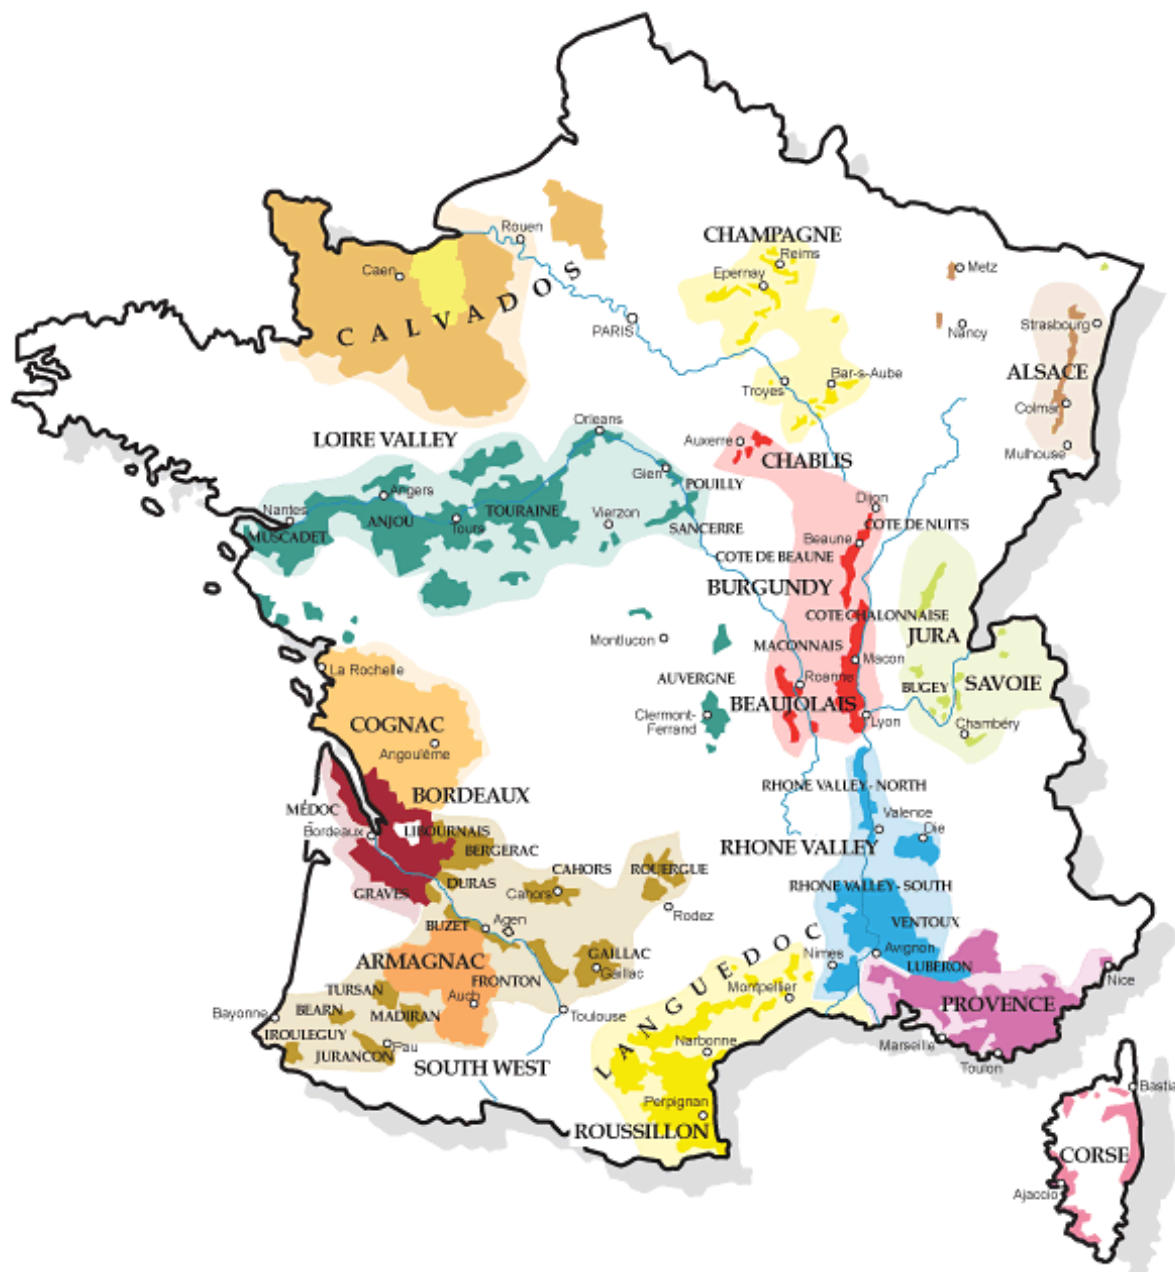 Rouen
CHAMPAGNE
Reims
Caen
Epernay
Metz
CALVADOS
PARIS
Nancy
Strasbourg
Troyes
Bar-s-Aube
ALSACE
Colmar
Orleans
LOIRE VALLEY
Auxerre
CHABLIS
Mulhouse
Gien
POUILLY
Angers
Dijon
Nantes
ANJOU
TOURAINE
Vierzon
Tours
SANCERRE
COTE DE NUITS
MUSCADET
Beaune
COTE DE BEAUNE
BURGUNDY
COTE CHALONNAISE
Montlucon
MACONNAIS
JURA
Macon
La Rochelle
AUVERGNE
Roanne
BUGEY
SAVOIE
BEAUJOLAIS
COGNAC
Clermont-
Ferrand
Lyon
Chambéry
Angoulème
RHONE VALLEY - NORTH
BORDEAUX
MÉDOC
Bordeaux
LIBOURNAIS
Valence
Die
RHONE VALLEY
BERGERAC
CAHORS
ROUERGUE
DURAS
GRAVES
Cahors
RHONE VALLEY - SOUTH
Rodez
BUZET
Agen
VENTOUX
GAILLAC
Gaillac
Nimes
Avignon
LUBERON
ARMAGNAC
FRONTON
LANGUEDOC
Nice
TURSAN
Auch
Montpellier
PROVENCE
Bayonne
BEARN
MADIRAN
Toulouse
IROULEGUY
JURANCON
Pau
Narbonne
Marseille
Toulon
SOUTH WEST
Bastia
Perpignan
ROUSSILLON
CORSE
Ajaccio